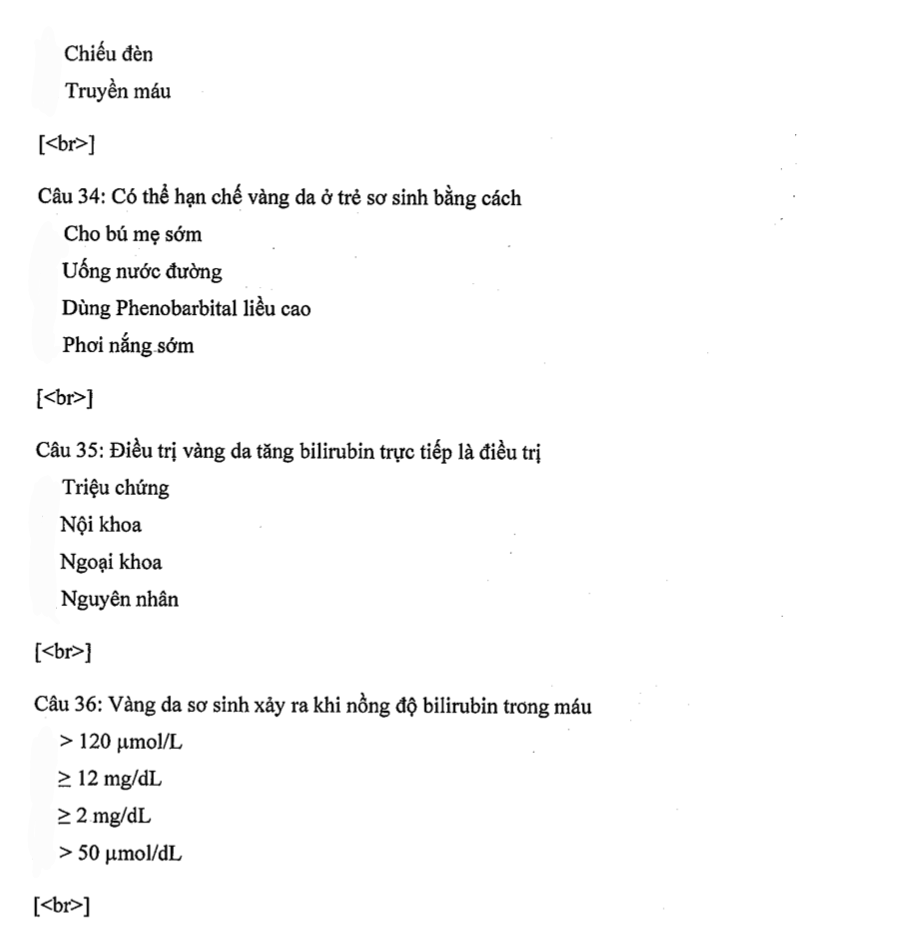 Chiếu đèn
Truyền máu
[<br>]
Câu 34: Có thể hạn chế vàng da ở trẻ sơ sinh bằng cách
Cho bú mẹ sớm
Uống nước đường
Dùng Phenobarbital liều cao
Phơi nắng sớm
[<br>]
Câu 35: Điều trị vàng da tăng bilirubin trực tiếp là điều trị
Triệu chứng
Nội khoa
Ngoại khoa
Nguyên nhân
[<br>]
Câu 36: Vàng da sơ sinh xảy ra khi nồng độ bilirubin trong máu
> 120 µmol/L
≥ 12 mg/dL
≥ 2 mg/dL
> 50 µmol/dL
[<br>]